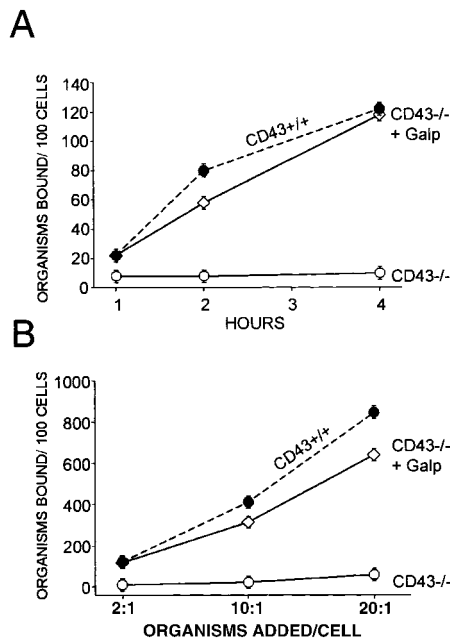 A
ORGANISMS BOUND/ 100 CELLS
140
120
100
80
60
40
20
0
CD43+/+
CD43-/-
+ Galp
CD43-/-
1
2
3
4
HOURS
B
ORGANISMS BOUND/ 100 CELLS
1000
800
600
400
200
0
CD43+/+
CD43-/-
+ Galp
CD43-/-
2:1
10:1
20:1
ORGANISMS ADDED/CELL